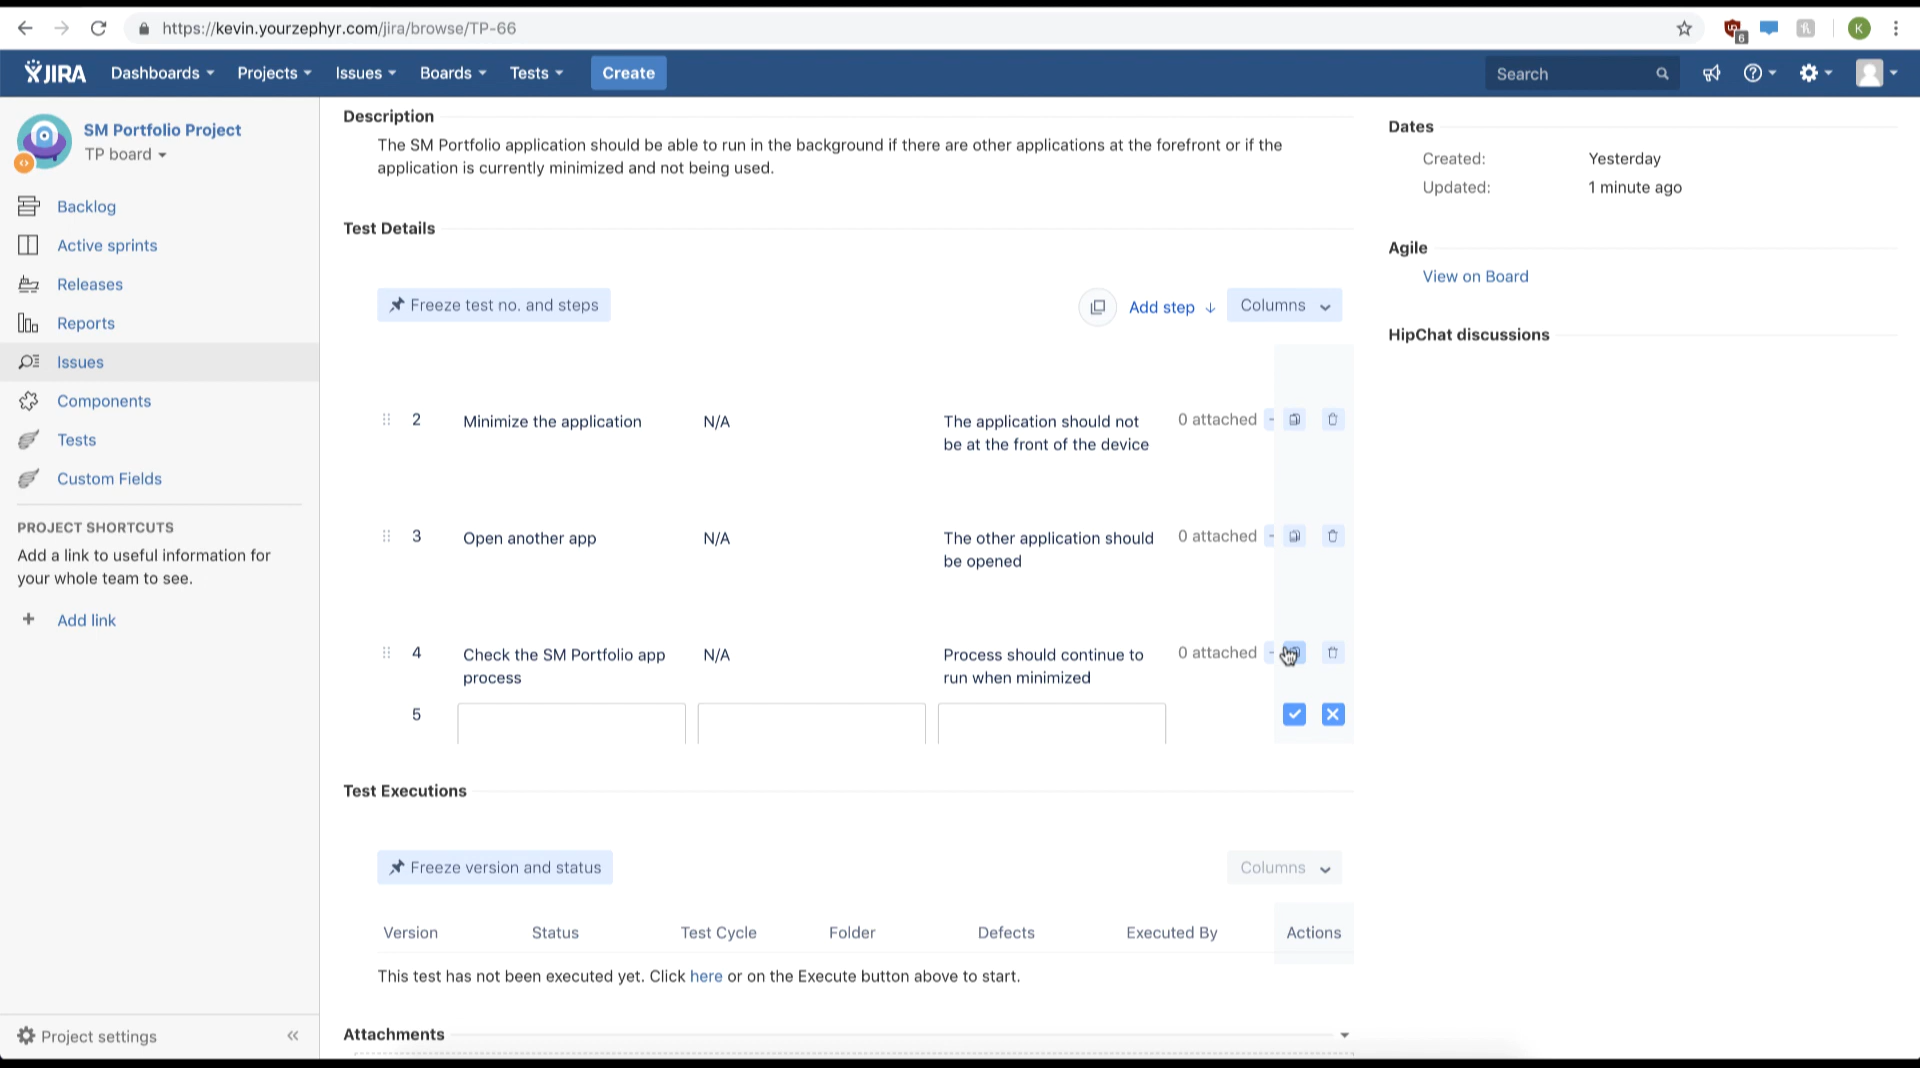 https://kevin.yourzephyr.com/jira/browse/TP-66
6
K
JIRA Dashboards Projects Issues Boards Tests Create Search
SM Portfolio Project
TP board
Backlog
Active sprints
Releases
Reports
Issues
Components
Tests
Custom Fields
PROJECT SHORTCUTS
Add a link to useful information for
your whole team to see.
+ Add link
Project settings
Description
The SM Portfolio application should be able to run in the background if there are other applications at the forefront or if the
application is currently minimized and not being used.
Test Details
Freeze test no. and steps Add step ↓ Columns
2 Minimize the application N/A The application should not 0 attached -
be at the front of the device
3 Open another app N/A The other application should 0 attached -
be opened
4 Check the SM Portfolio app N/A Process should continue to 0 attached -
process run when minimized
5
Test Executions
Freeze version and status Columns
Version Status Test Cycle Folder Defects Executed By Actions
This test has not been executed yet. Click here or on the Execute button above to start.
Attachments
Dates
Created: Yesterday
Updated: 1 minute ago
Agile
View on Board
HipChat discussions